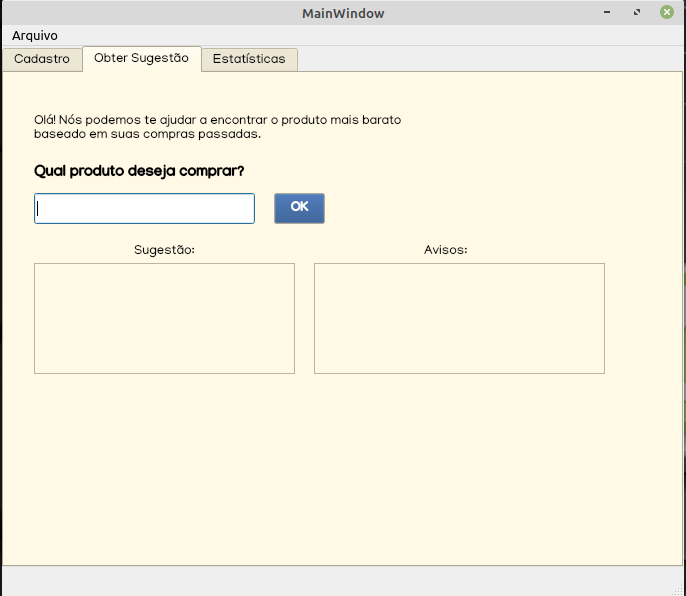 MainWindow
Arquivo
Cadastro
Obter Sugestão
Estatísticas
Olá! Nós podemos te ajudar a encontrar o produto mais barato
baseado em suas compras passadas.
Qual produto deseja comprar?
OK
Sugestão:
Avisos: